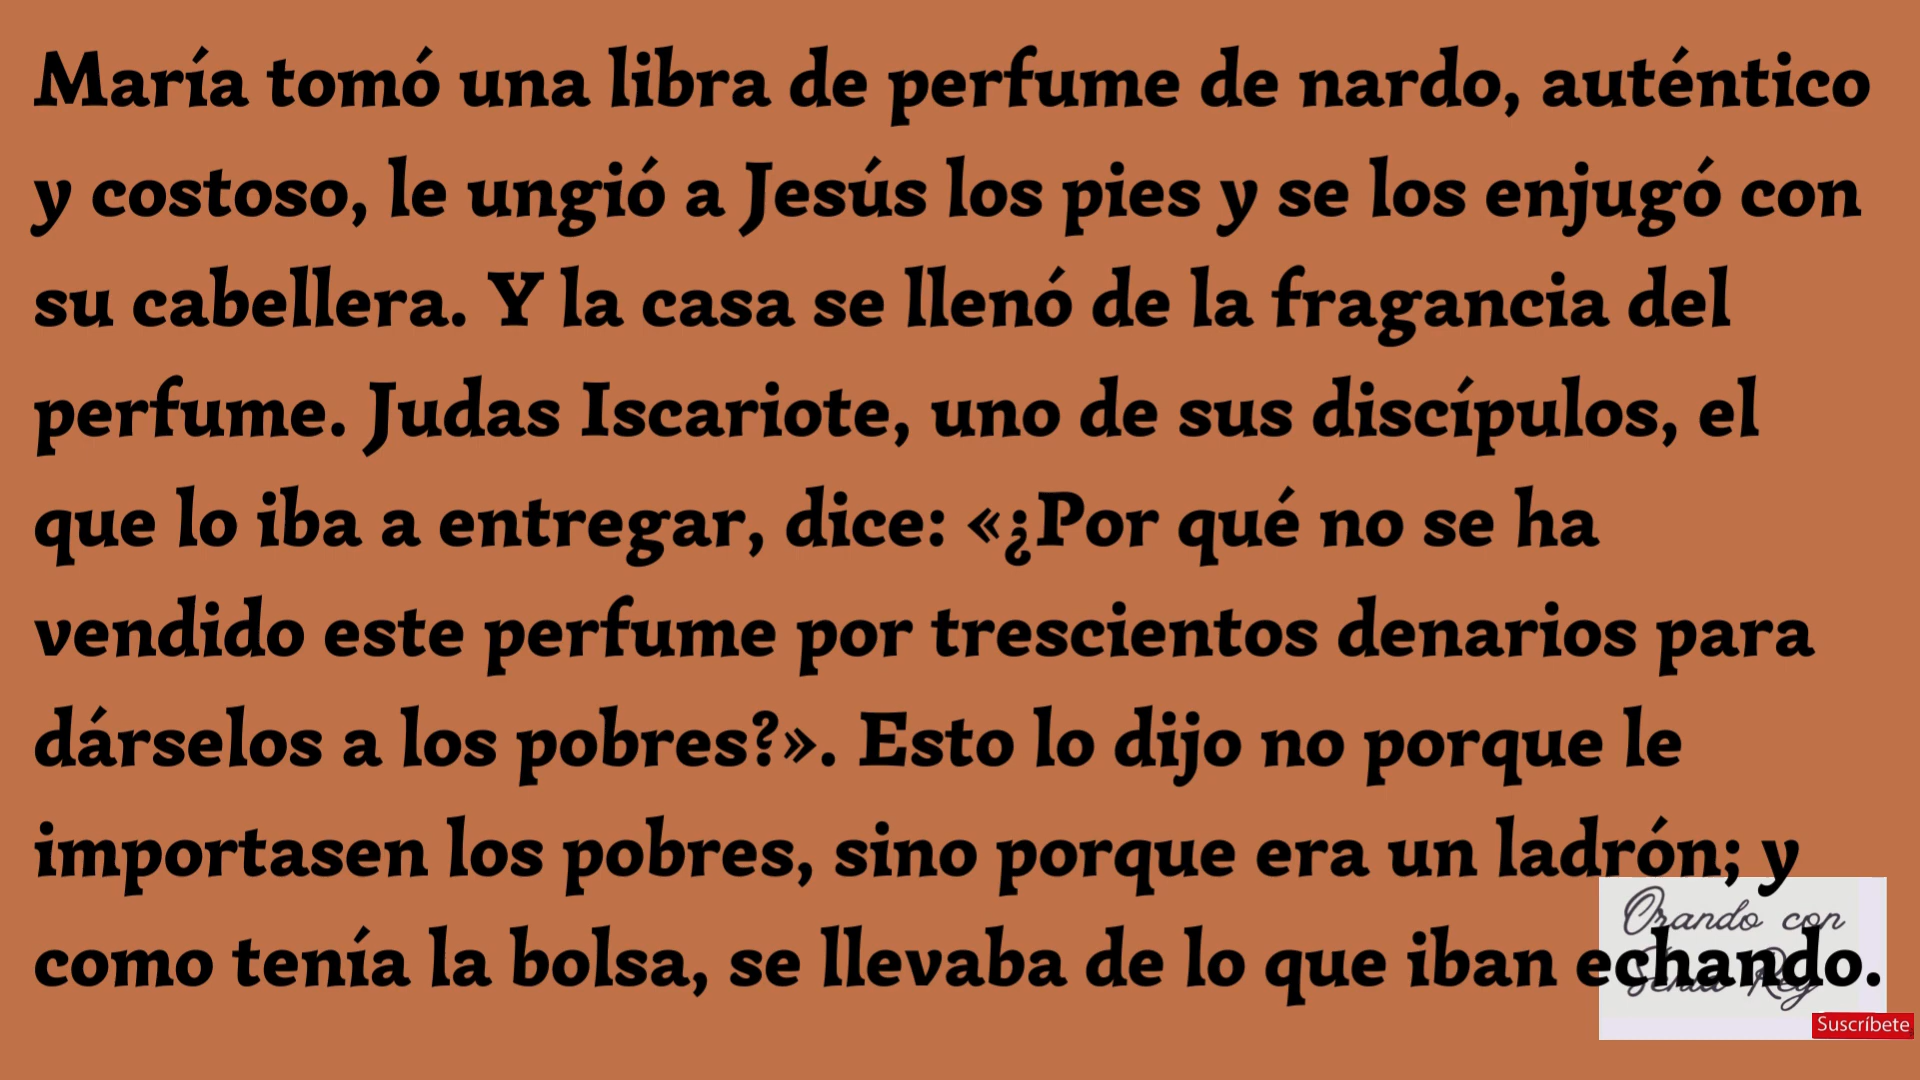 María tomó una libra de perfume de nardo, auténtico
y costoso, le ungió a Jesús los pies y se los enjugó con
su cabellera. Y la casa se llenó de la fragancia del
perfume. Judas Iscariote, uno de sus discípulos, el
que lo iba a entregar, dice: «¿Por qué no se ha
vendido este perfume por trescientos denarios para
dárselos a los pobres?». Esto lo dijo no porque le
importasen los pobres, sino porque era un ladrón; y
como tenía la bolsa, se llevaba de lo que iban echando.
Orando con
Rey
Suscríbete